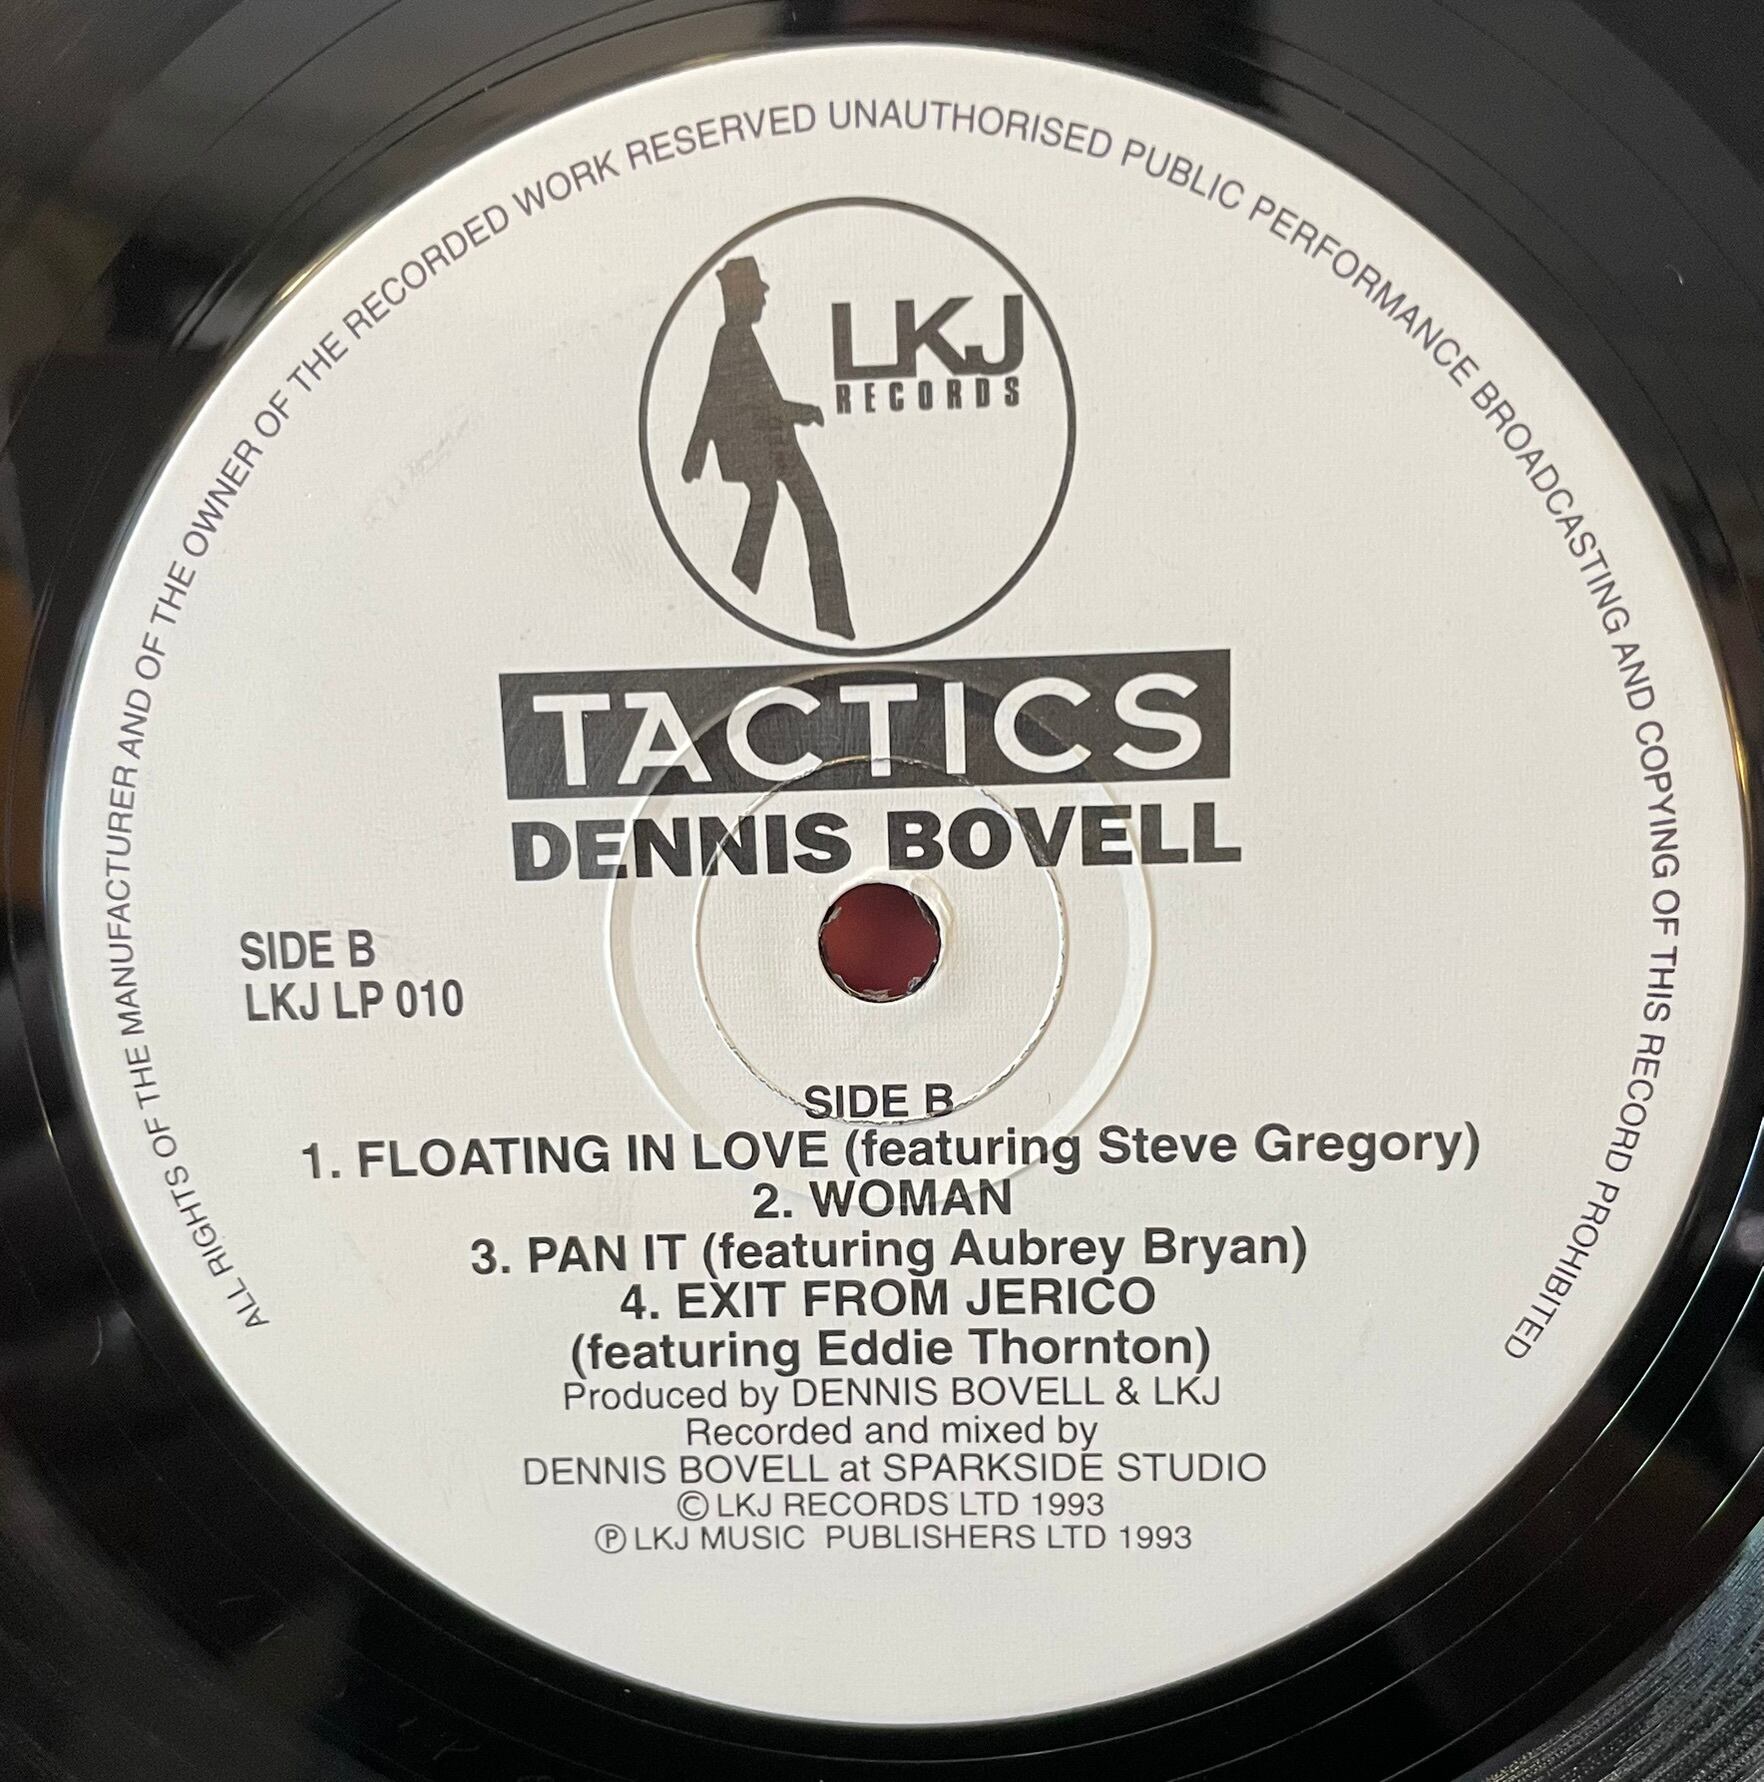 ALL RIGHTS OF THE MANUFACTURER AND OF THE OWNER OF THE RECORDED WORK RESERVED UNAUTHORISED PUBLIC PERFORMANCE BROADCASTING AND COPYING OF THIS RECORD PROHIBITED
LKJ
RECORDS
TACTICS
DENNIS BOVELL
SIDE B
LKJ LP 010
SIDE B
1. FLOATING IN LOVE (featuring Steve Gregory)
2. WOMAN
3. PAN IT (featuring Aubrey Bryan)
4. EXIT FROM JERICO
(featuring Eddie Thornton)
Produced by DENNIS BOVELL & LKJ
Recorded and mixed by
DENNIS BOVELL at SPARKSIDE STUDIO
© LKJ RECORDS LTD 1993
℗ LKJ MUSIC PUBLISHERS LTD 1993